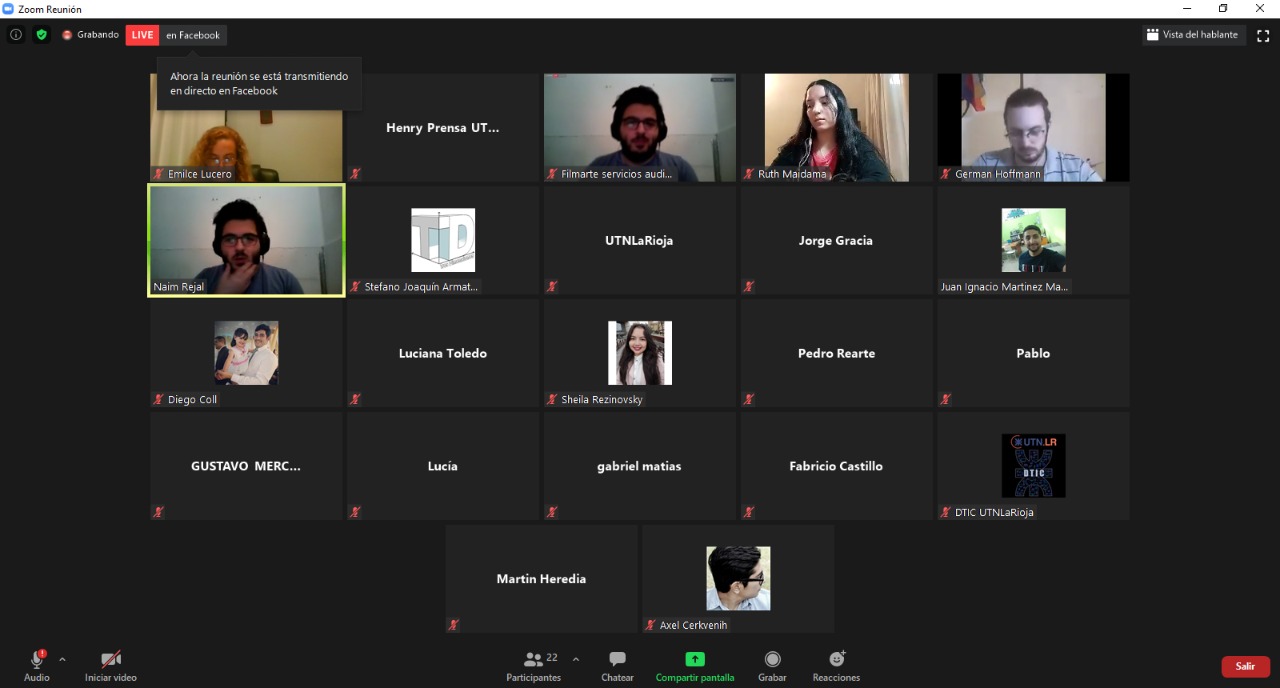 Zoom Reunión
Grabando
LIVE en Facebook
Vista del hablante
Ahora la reunión se está transmitiendo
en directo en Facebook
Emilce Lucero
Henry Prensa UT...
Filmarte servicios audi...
Ruth Maidama
German Hoffmann
Naim Rejal
TD
Stefano Joaquín Armat...
UTNLaRioja
Jorge Gracia
Juan Ignacio Martinez Ma...
Diego Coll
Luciana Toledo
Sheila Rezinovsky
Pedro Rearte
Pablo
GUSTAVO MERC...
Lucía
gabriel matias
Fabricio Castillo
UTN.LR
DTIC
DTIC UTNLaRioja
Martin Heredia
Axel Cerkvenih
Audio
Iniciar video
22
Participantes
Chatear
Compartir pantalla
Grabar
Reacciones
Salir